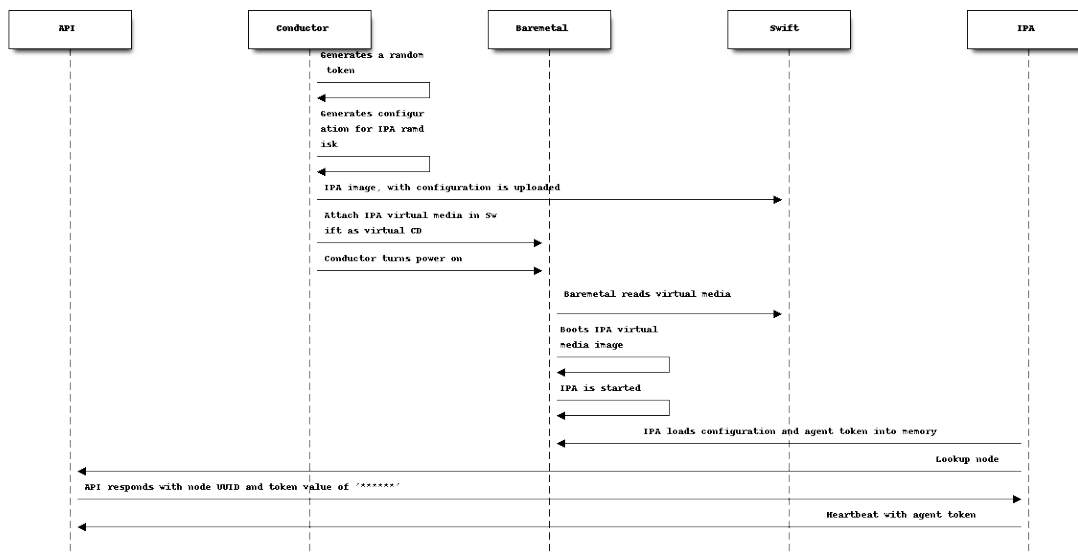 API
Conductor
Baremetal
Swift
IPA
Generates a random
token
Generates configur
ation for IPA ramd
isk
IPA image, with configuration is uploaded
Attach IPA virtual media in Sw
ift as virtual CD
Conductor turns power on
Baremetal reads virtual media
Boots IPA virtual
media image
IPA is started
IPA loads configuration and agent token into memory
Lookup node
API responds with node UUID and token value of '******'
Heartbeat with agent token